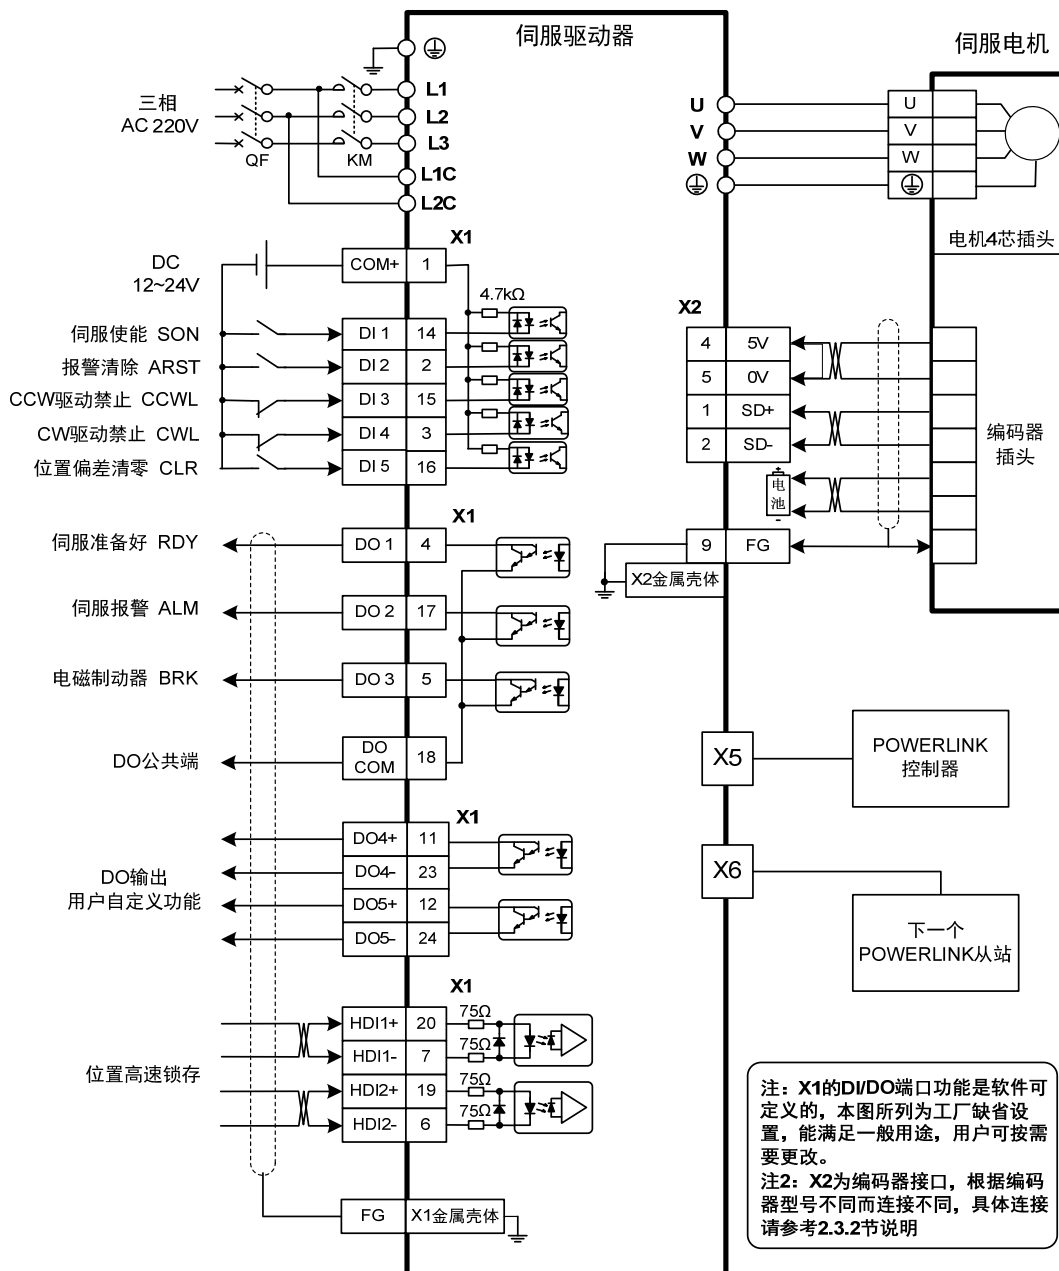 伺服驱动器
伺服电机
三相
AC 220V
QF
KM
L1
L2
L3
L1C
L2C
U
V
W
U
V
W
电机4芯插头
X1
DC
12~24V
COM+ 1
4.7kΩ
伺服使能 SON DI 1 14
报警清除 ARST DI 2 2
CCW驱动禁止 CCWL DI 3 15
CW驱动禁止 CWL DI 4 3
位置偏差清零 CLR DI 5 16
X2
4 5V
5 0V
1 SD+
2 SD-
+
电池
-
9 FG
X2金属壳体
编码器
插头
X1
伺服准备好 RDY DO 1 4
伺服报警 ALM DO 2 17
电磁制动器 BRK DO 3 5
DO公共端 DO COM 18
X5
POWERLINK
控制器
X6
下一个
POWERLINK从站
X1
DO输出
用户自定义功能
DO4+ 11
DO4- 23
DO5+ 12
DO5- 24
X1
位置高速锁存
HDI1+ 20 75Ω
HDI1- 7 75Ω
HDI2+ 19 75Ω
HDI2- 6 75Ω
FG X1金属壳体
注：X1的DI/DO端口功能是软件可
定义的，本图所列为工厂缺省设
置，能满足一般用途，用户可按需
要更改。
注2：X2为编码器接口，根据编码
器型号不同而连接不同，具体连接
请参考2.3.2节说明